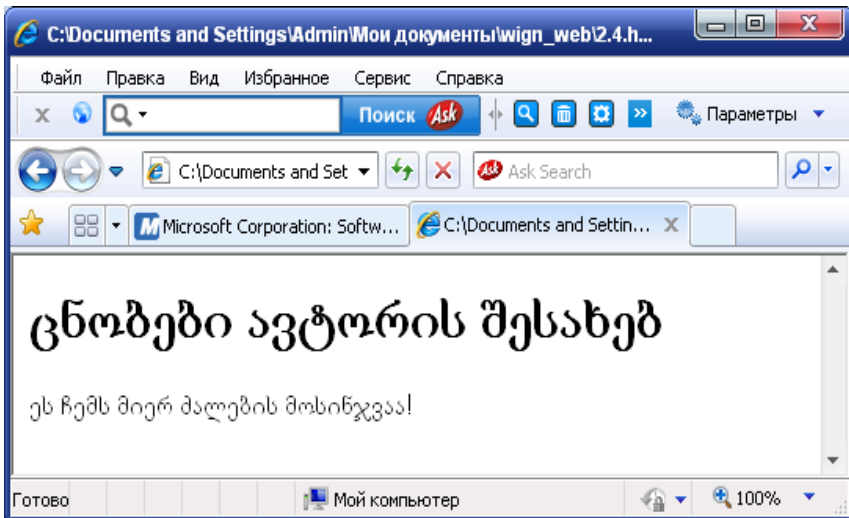 C:\Documents and Settings\Admin\Мои документы\wign_web\2.4.h...
Файл Правка Вид Избранное Сервис Справка
Поиск Ask Параметры
C:\Documents and Set Ask Search
Microsoft Corporation: Softw... C:\Documents and Settin...
ცნობები ავტორის შესახებ
ეს ჩემს მიერ ძალების მოსინჯვაა!
Готово Мой компьютер 100%